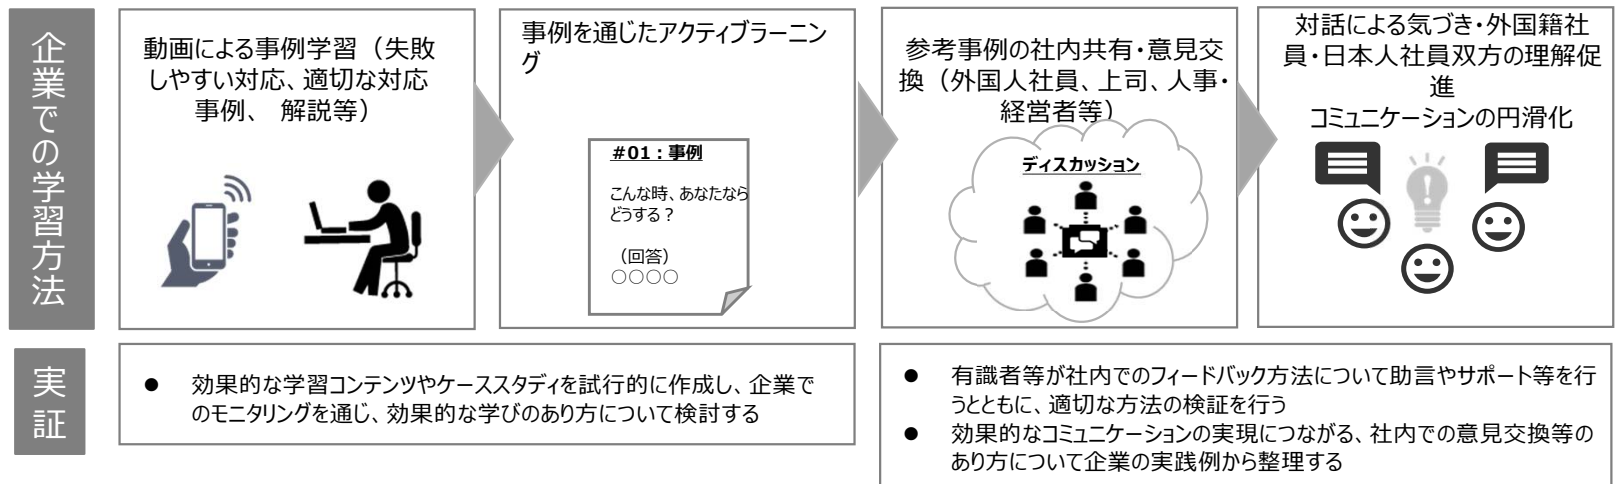 企業での学習方法
動画による事例学習（失敗
しやすい対応、適切な対応
事例、 解説等）
事例を通じたアクティブラーニン
グ
#01：事例
こんな時、あなたなら
どうする？
（回答）
○○○○
参考事例の社内共有・意見交
換（外国人社員、上司、人事・
経営者等）
ディスカッション
対話による気づき・外国籍社
員・日本人社員双方の理解促
進
コミュニケーションの円滑化
実証
● 効果的な学習コンテンツやケーススタディを試行的に作成し、企業で
のモニタリングを通じ、効果的な学びのあり方について検討する
● 有識者等が社内でのフィードバック方法について助言やサポート等を行
うとともに、適切な方法の検証を行う
● 効果的なコミュニケーションの実現につながる、社内での意見交換等の
あり方について企業の実践例から整理する